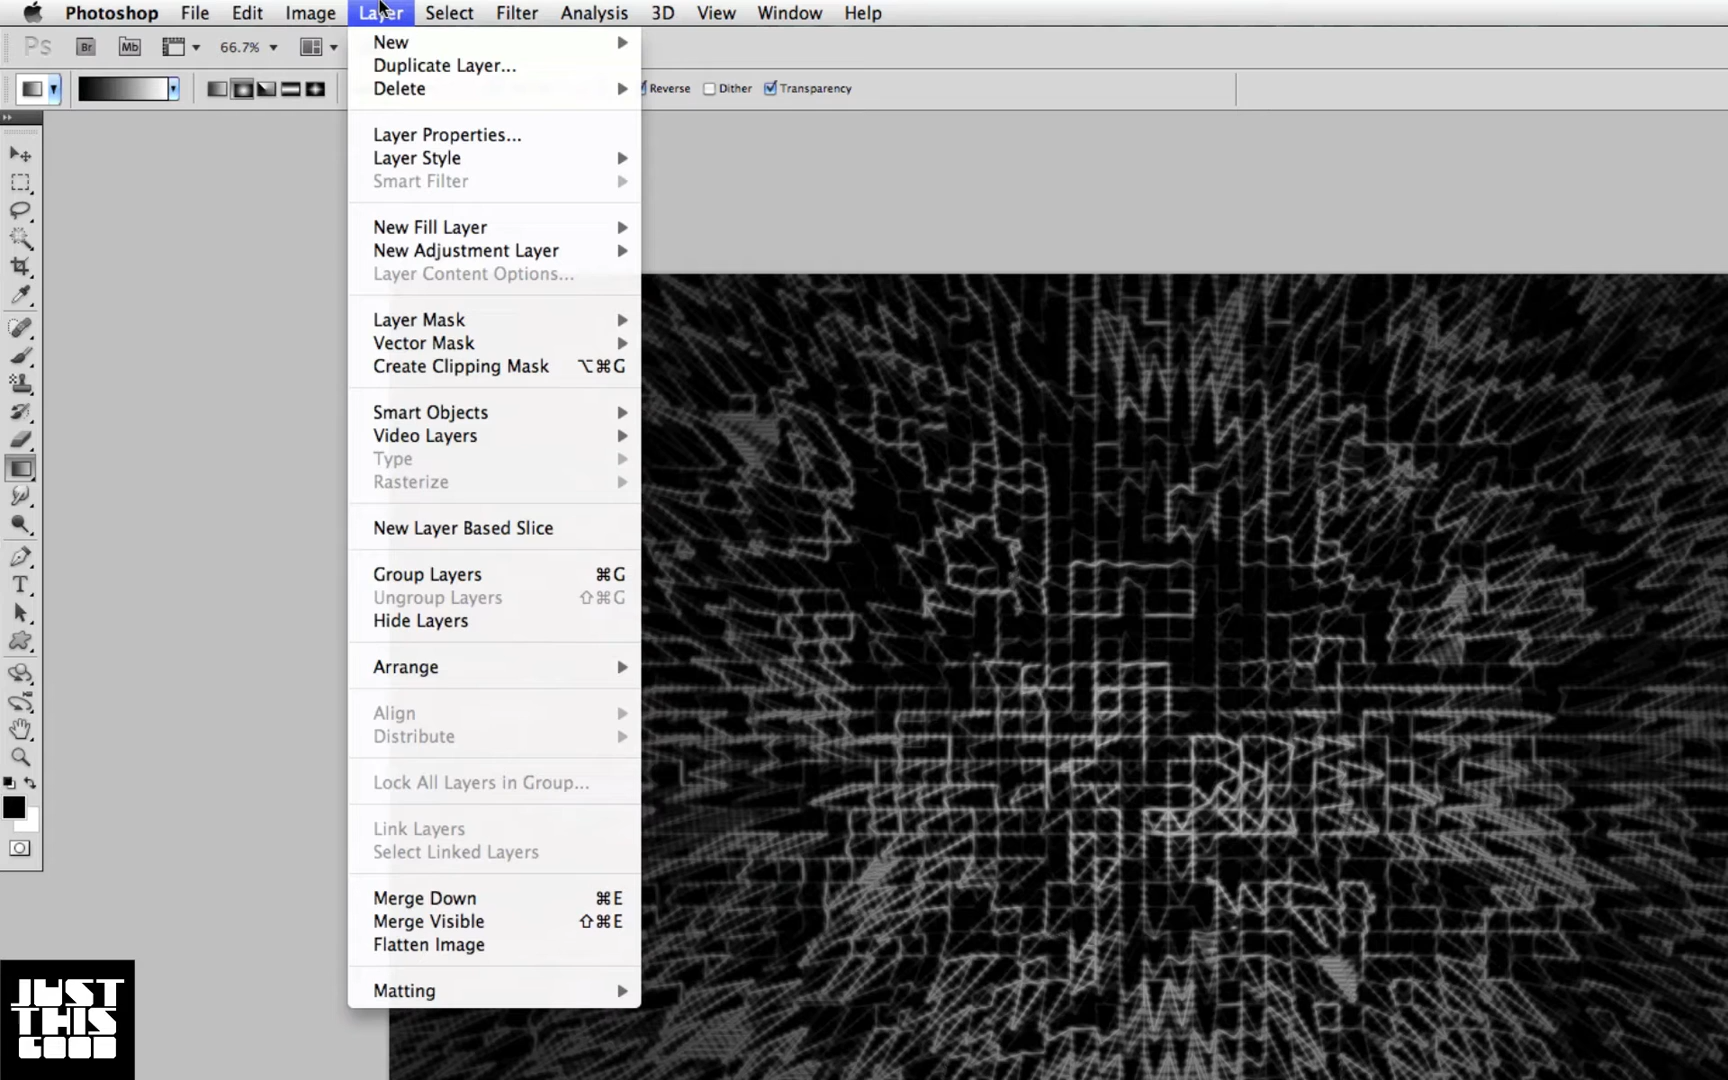 Photoshop File Edit Image Layer Select Filter Analysis 3D View Window Help
Ps Br Mb 66.7%
Reverse Dither Transparency
New
Duplicate Layer...
Delete
Layer Properties...
Layer Style
Smart Filter
New Fill Layer
New Adjustment Layer
Layer Content Options...
Layer Mask
Vector Mask
Create Clipping Mask ⌥⌘G
Smart Objects
Video Layers
Type
Rasterize
New Layer Based Slice
Group Layers ⌘G
Ungroup Layers ⇧⌘G
Hide Layers
Arrange
Align
Distribute
Lock All Layers in Group...
Link Layers
Select Linked Layers
Merge Down ⌘E
Merge Visible ⇧⌘E
Flatten Image
Matting
T
JUST
THIS
GOOD